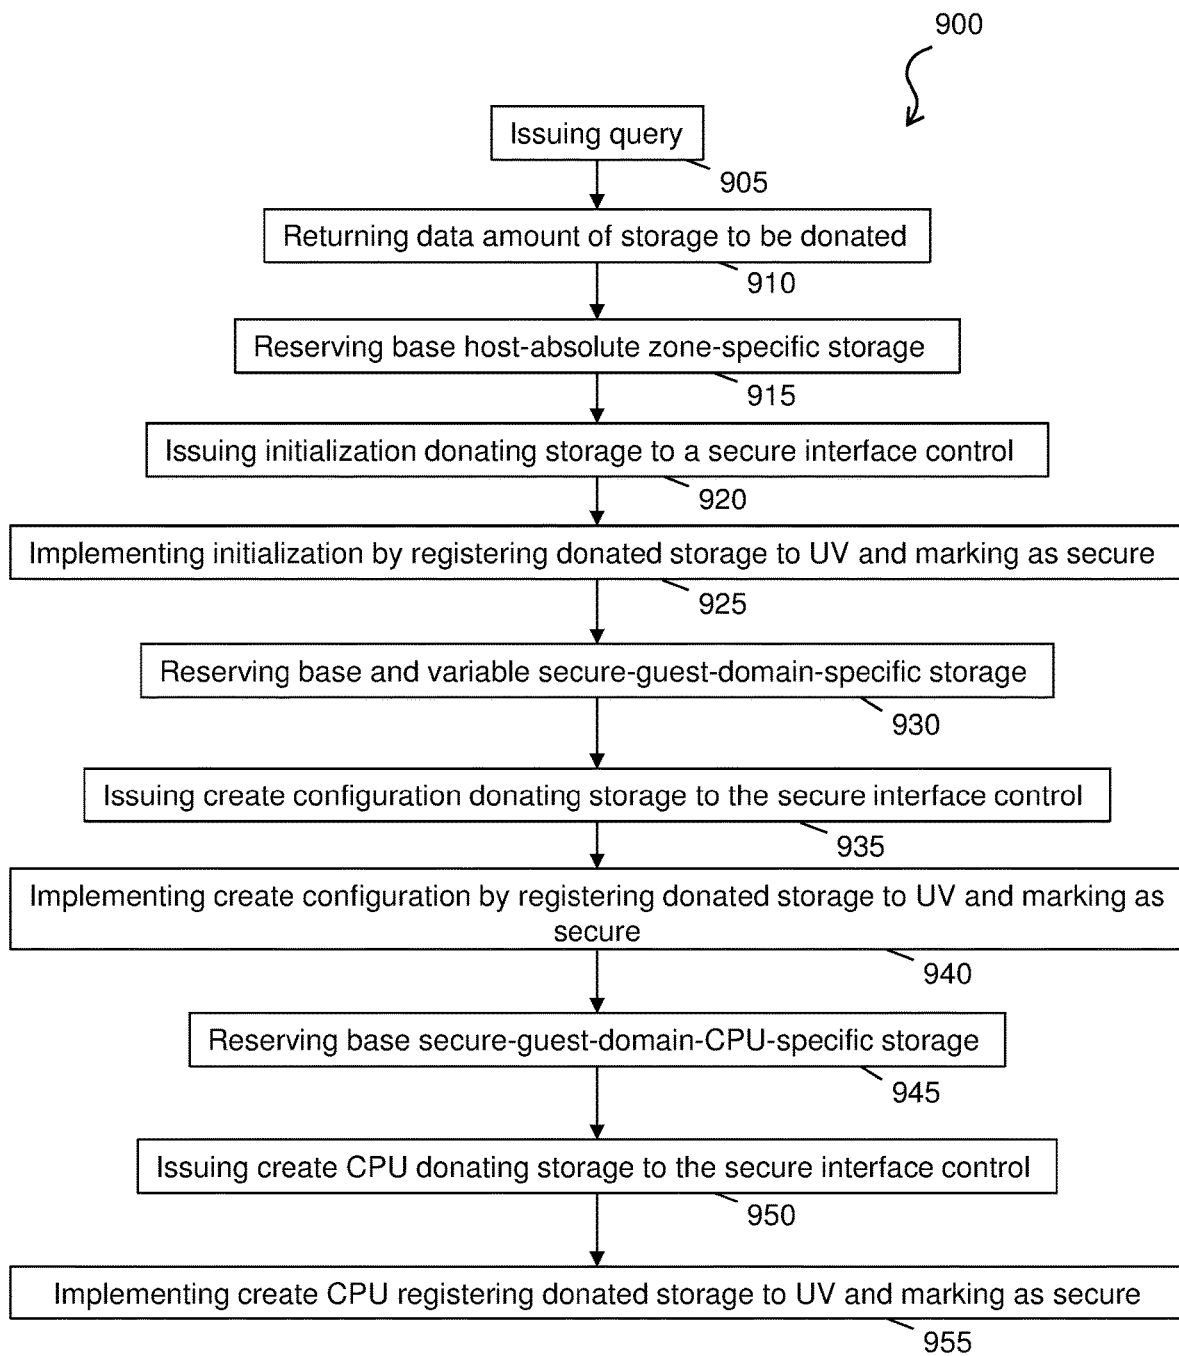 900
Issuing query
905
Returning data amount of storage to be donated
910
Reserving base host-absolute zone-specific storage
915
Issuing initialization donating storage to a secure interface control
920
Implementing initialization by registering donated storage to UV and marking as secure
925
Reserving base and variable secure-guest-domain-specific storage
930
Issuing create configuration donating storage to the secure interface control
935
Implementing create configuration by registering donated storage to UV and marking as
secure
940
Reserving base secure-guest-domain-CPU-specific storage
945
Issuing create CPU donating storage to the secure interface control
950
Implementing create CPU registering donated storage to UV and marking as secure
955